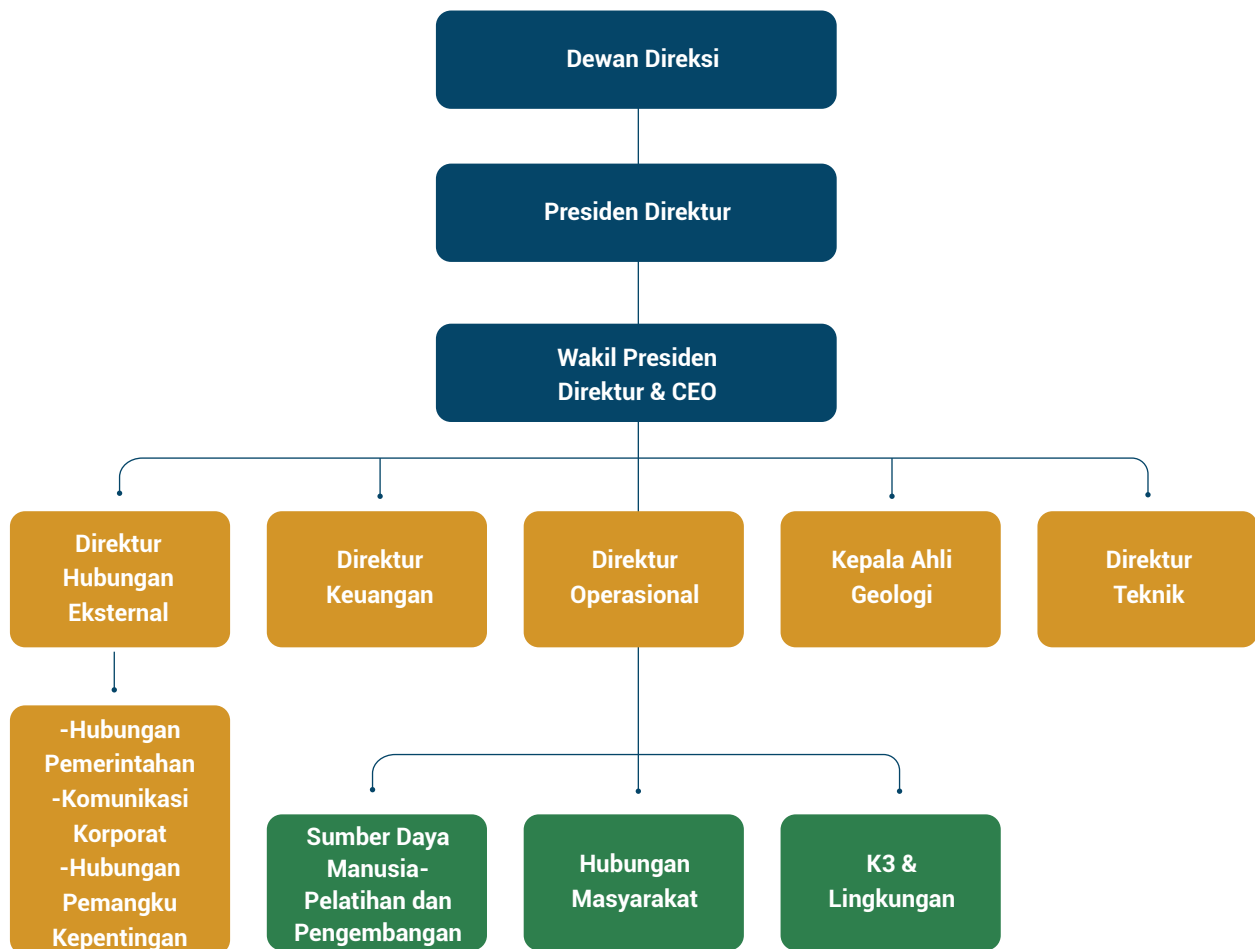 Dewan Direksi
Presiden Direktur
Wakil Presiden
Direktur & CEO
Direktur
Hubungan
Eksternal
Direktur
Keuangan
Direktur
Operasional
Kepala Ahli
Geologi
Direktur
Teknik
-Hubungan
Pemerintahan
-Komunikasi
Korporat
-Hubungan
Pemangku
Kepentingan
Sumber Daya
Manusia-
Pelatihan dan
Pengembangan
Hubungan
Masyarakat
K3 &
Lingkungan